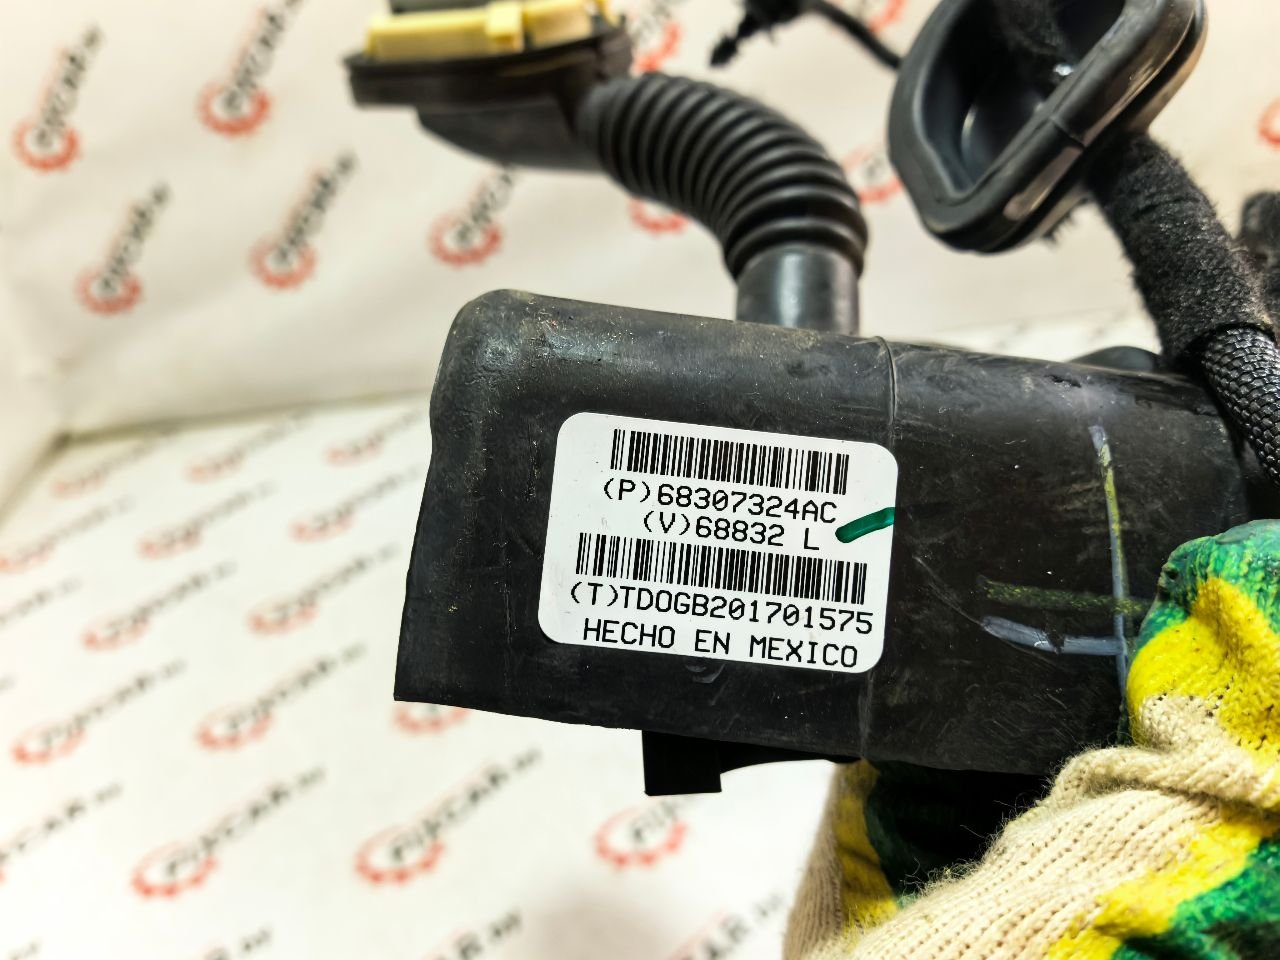 (P)68307324AC
(V)68832 L
(T)TDOGB201701575
HECHO EN MEXICO